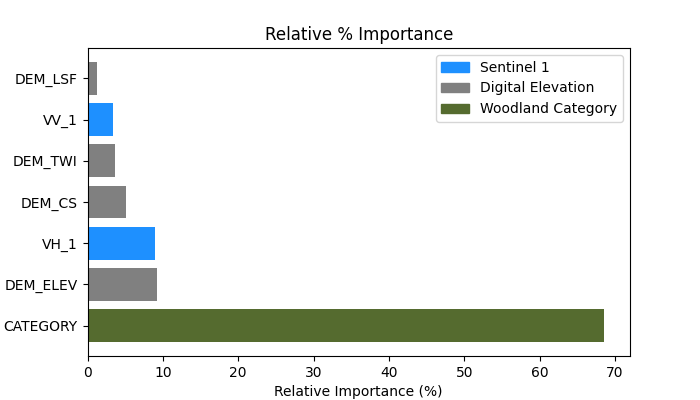 Relative % Importance
Sentinel 1
Digital Elevation
Woodland Category
DEM_LSF
VV_1
DEM_TWI
DEM_CS
VH_1
DEM_ELEV
CATEGORY
0 10 20 30 40 50 60 70
Relative Importance (%)